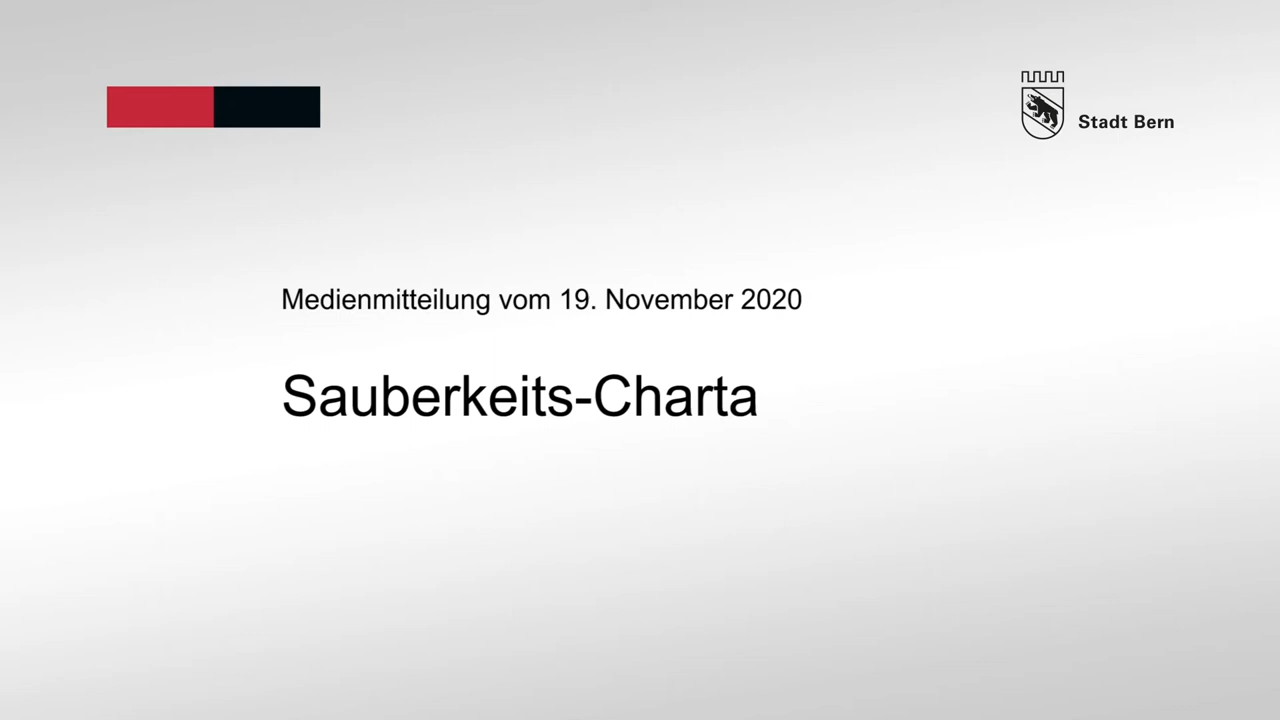 Stadt Bern
Medienmitteilung vom 19. November 2020
Sauberkeits-Charta